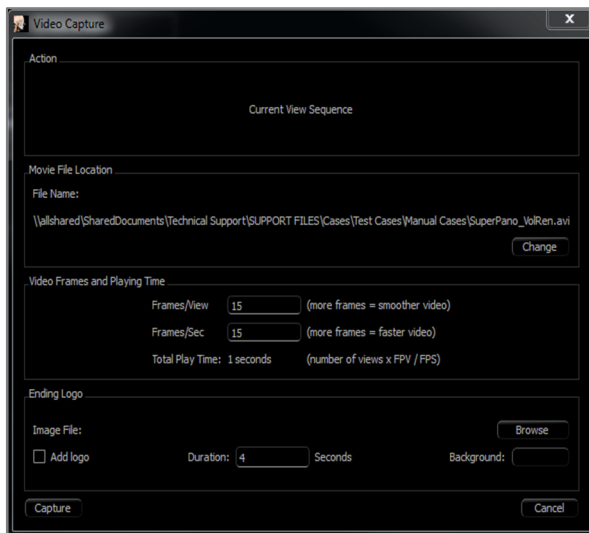 Video Capture
X
Action
Current View Sequence
Movie File Location
File Name:
\\allshared\SharedDocuments\Technical Support\SUPPORT FILES\Cases\Test Cases\Manual Cases\SuperPano_VolRen.avi
Change
Video Frames and Playing Time
Frames/View 15 (more frames = smoother video)
Frames/Sec 15 (more frames = faster video)
Total Play Time: 1 seconds (number of views x FPV / FPS)
Ending Logo
Image File: Browse
Add logo Duration: 4 Seconds Background:
Capture Cancel